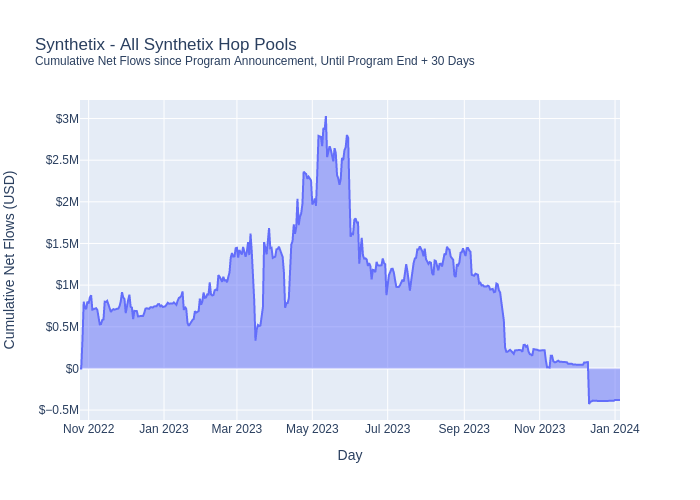 Synthetix - All Synthetix Hop Pools
Cumulative Net Flows since Program Announcement, Until Program End + 30 Days
Cumulative Net Flows (USD)
$3M
$2.5M
$2M
$1.5M
$1M
$0.5M
$0
$−0.5M
Nov 2022 Jan 2023 Mar 2023 May 2023 Jul 2023 Sep 2023 Nov 2023 Jan 2024
Day